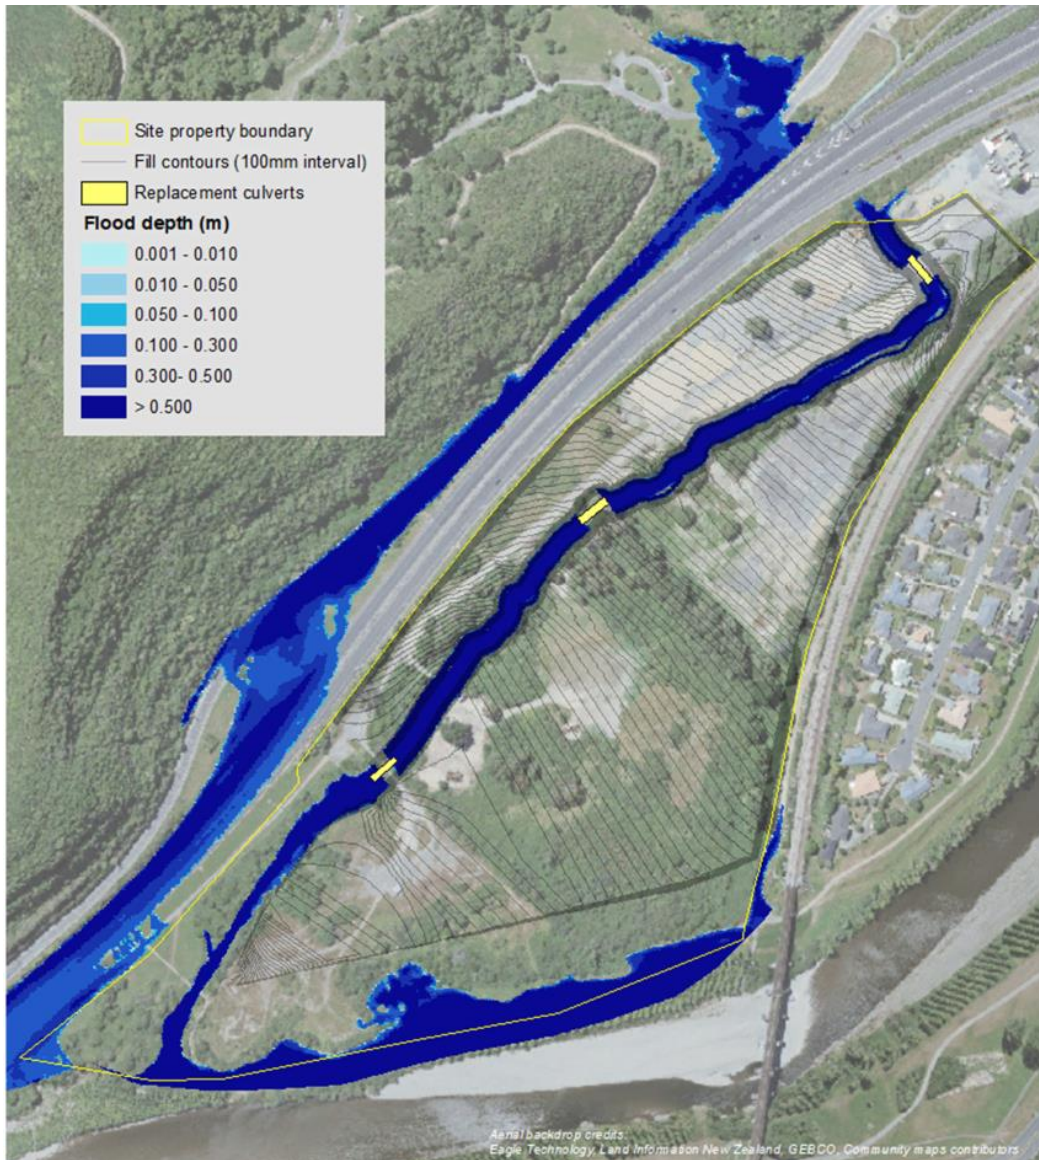 Site property boundary
Fill contours (100mm interval)
Replacement culverts
Flood depth (m)
0.001 - 0.010
0.010 - 0.050
0.050 - 0.100
0.100 - 0.300
0.300- 0.500
> 0.500
Aerial backdrop credits:
Eagle Technology, Land Information New Zealand, GEBCO, Community maps contributors